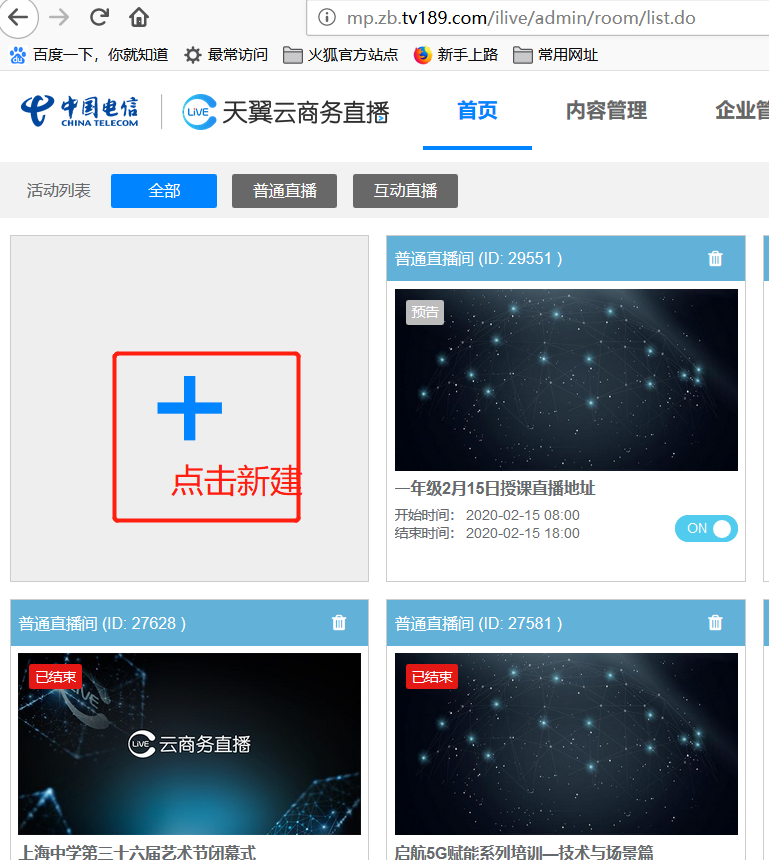 mp.zb.tv189.com/ilive/admin/room/list.do
百度一下，你就知道 最常访问 火狐官方站点 新手上路 常用网址
中国电信 CHINA TELECOM LIVE 天翼云商务直播 首页 内容管理 企业管
活动列表 全部 普通直播 互动直播
点击新建
普通直播间 (ID: 29551 )
预告
一年级2月15日授课直播地址
开始时间： 2020-02-15 08:00
结束时间： 2020-02-15 18:00
ON
普通直播间 (ID: 27628 )
已结束
LIVE
LIVE 云商务直播
上海中学第三十六届艺术节闭幕式
普通直播间 (ID: 27581 )
已结束
启航5G赋能系列培训—技术与场景篇